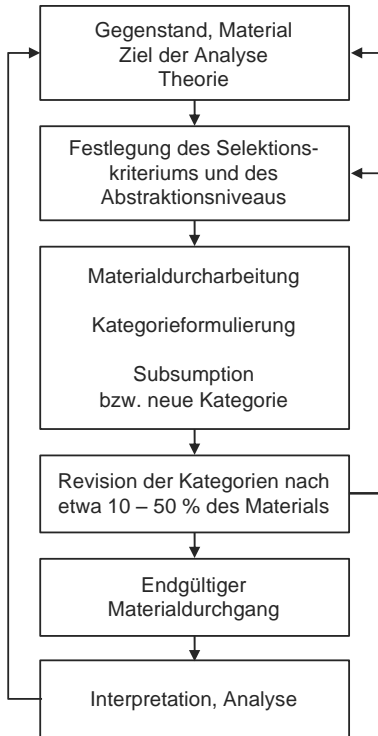 Gegenstand, Material
Ziel der Analyse
Theorie
Festlegung des Selektions-
kriteriums und des
Abstraktionsniveaus
Materialdurcharbeitung
Kategorieformulierung
Subsumption
bzw. neue Kategorie
Revision der Kategorien nach
etwa 10 – 50 % des Materials
Endgültiger
Materialdurchgang
Interpretation, Analyse